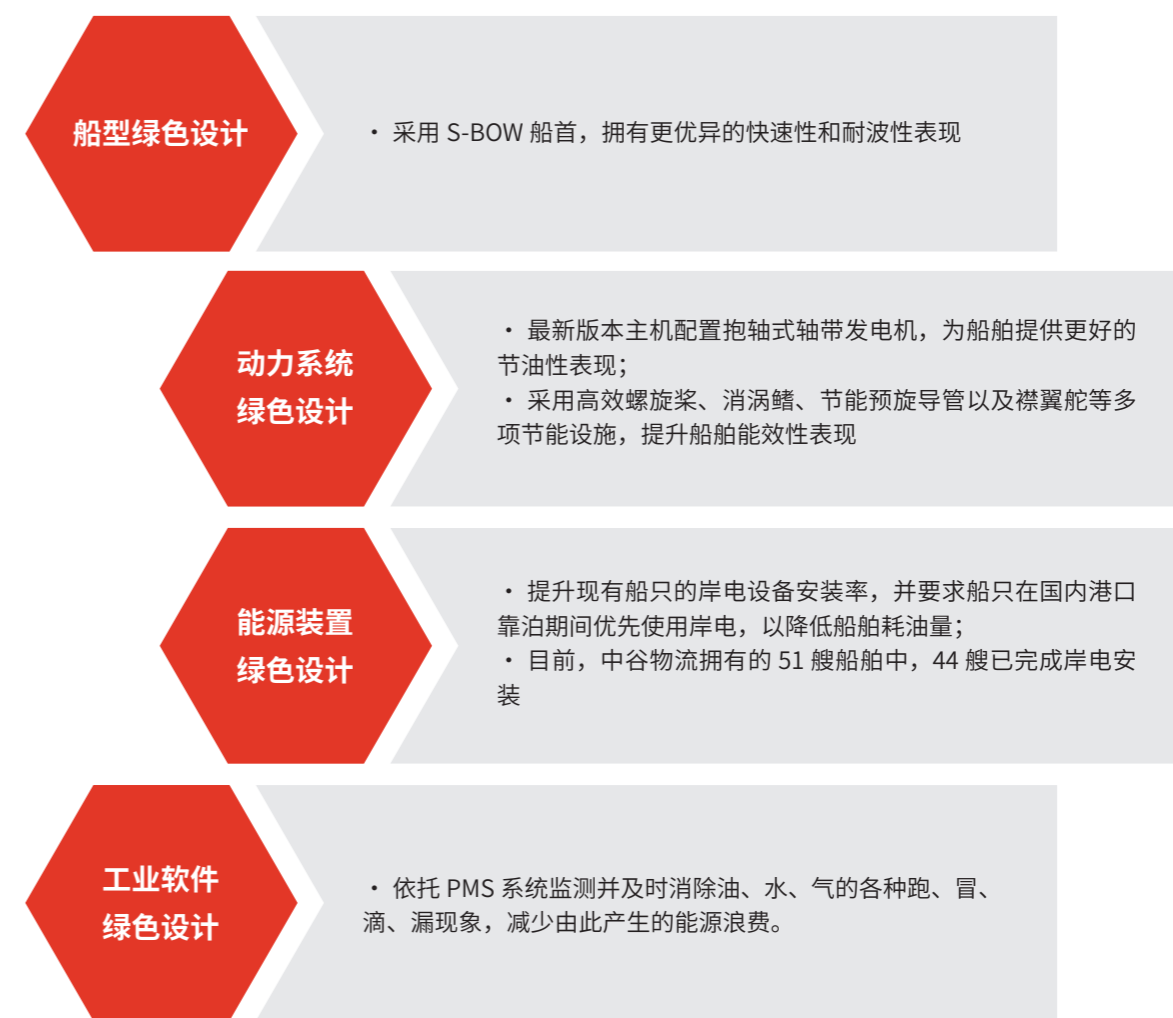 船型绿色设计
· 采用 S-BOW 船首，拥有更优异的快速性和耐波性表现
动力系统
绿色设计
· 最新版本主机配置抱轴式轴带发电机，为船舶提供更好的
节油性表现；
· 采用高效螺旋桨、消涡鳍、节能预旋导管以及襟翼舵等多
项节能设施，提升船舶能效性表现
能源装置
绿色设计
· 提升现有船只的岸电设备安装率，并要求船只在国内港口
靠泊期间优先使用岸电，以降低船舶耗油量；
· 目前，中谷物流拥有的 51 艘船舶中，44 艘已完成岸电安
装
工业软件
绿色设计
· 依托 PMS 系统监测并及时消除油、水、气的各种跑、冒、
滴、漏现象，减少由此产生的能源浪费。